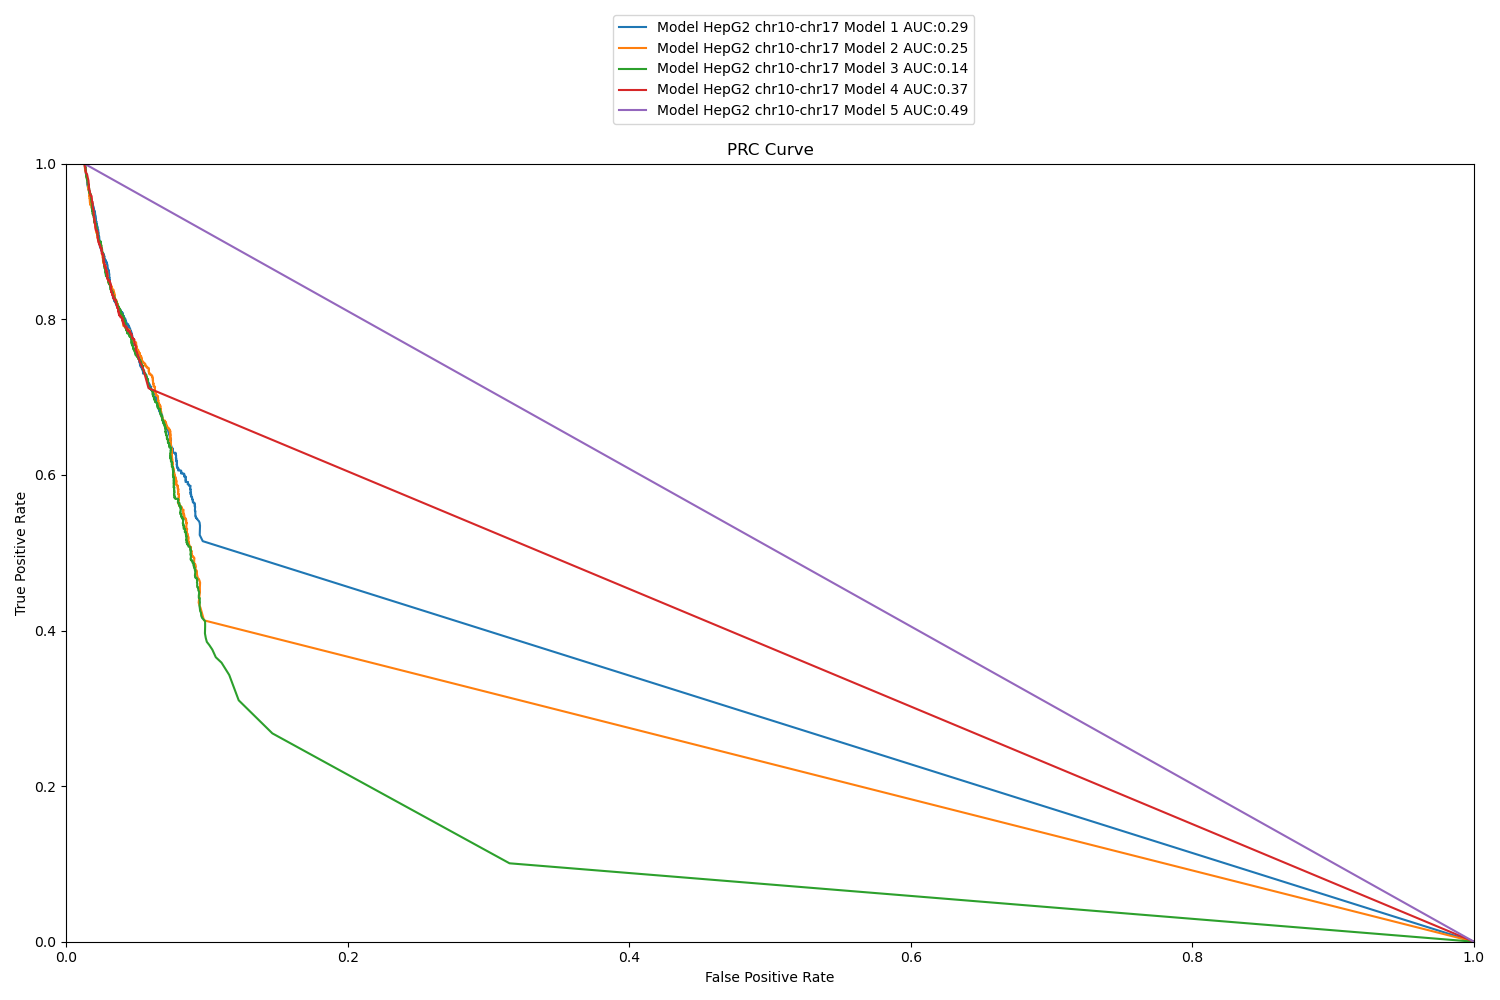 Model HepG2 chr10-chr17 Model 1 AUC:0.29
Model HepG2 chr10-chr17 Model 2 AUC:0.25
Model HepG2 chr10-chr17 Model 3 AUC:0.14
Model HepG2 chr10-chr17 Model 4 AUC:0.37
Model HepG2 chr10-chr17 Model 5 AUC:0.49
PRC Curve
True Positive Rate
1.0
0.8
0.6
0.4
0.2
0.0
0.0 0.2 0.4 0.6 0.8 1.0
False Positive Rate